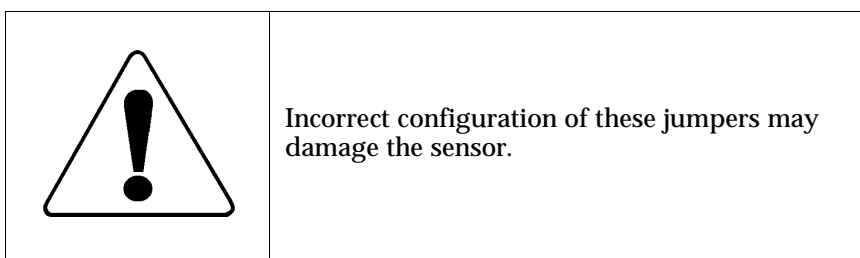 Incorrect configuration of these jumpers may
damage the sensor.